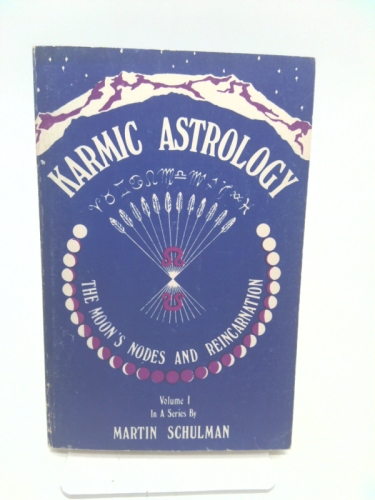 KARMIC ASTROLOGY
♈♉♊♋♌♍♎♏♐♑♒♓
☊
☋
THE MOON'S NODES AND REINCARNATION
Volume I
In A Series By
MARTIN SCHULMAN